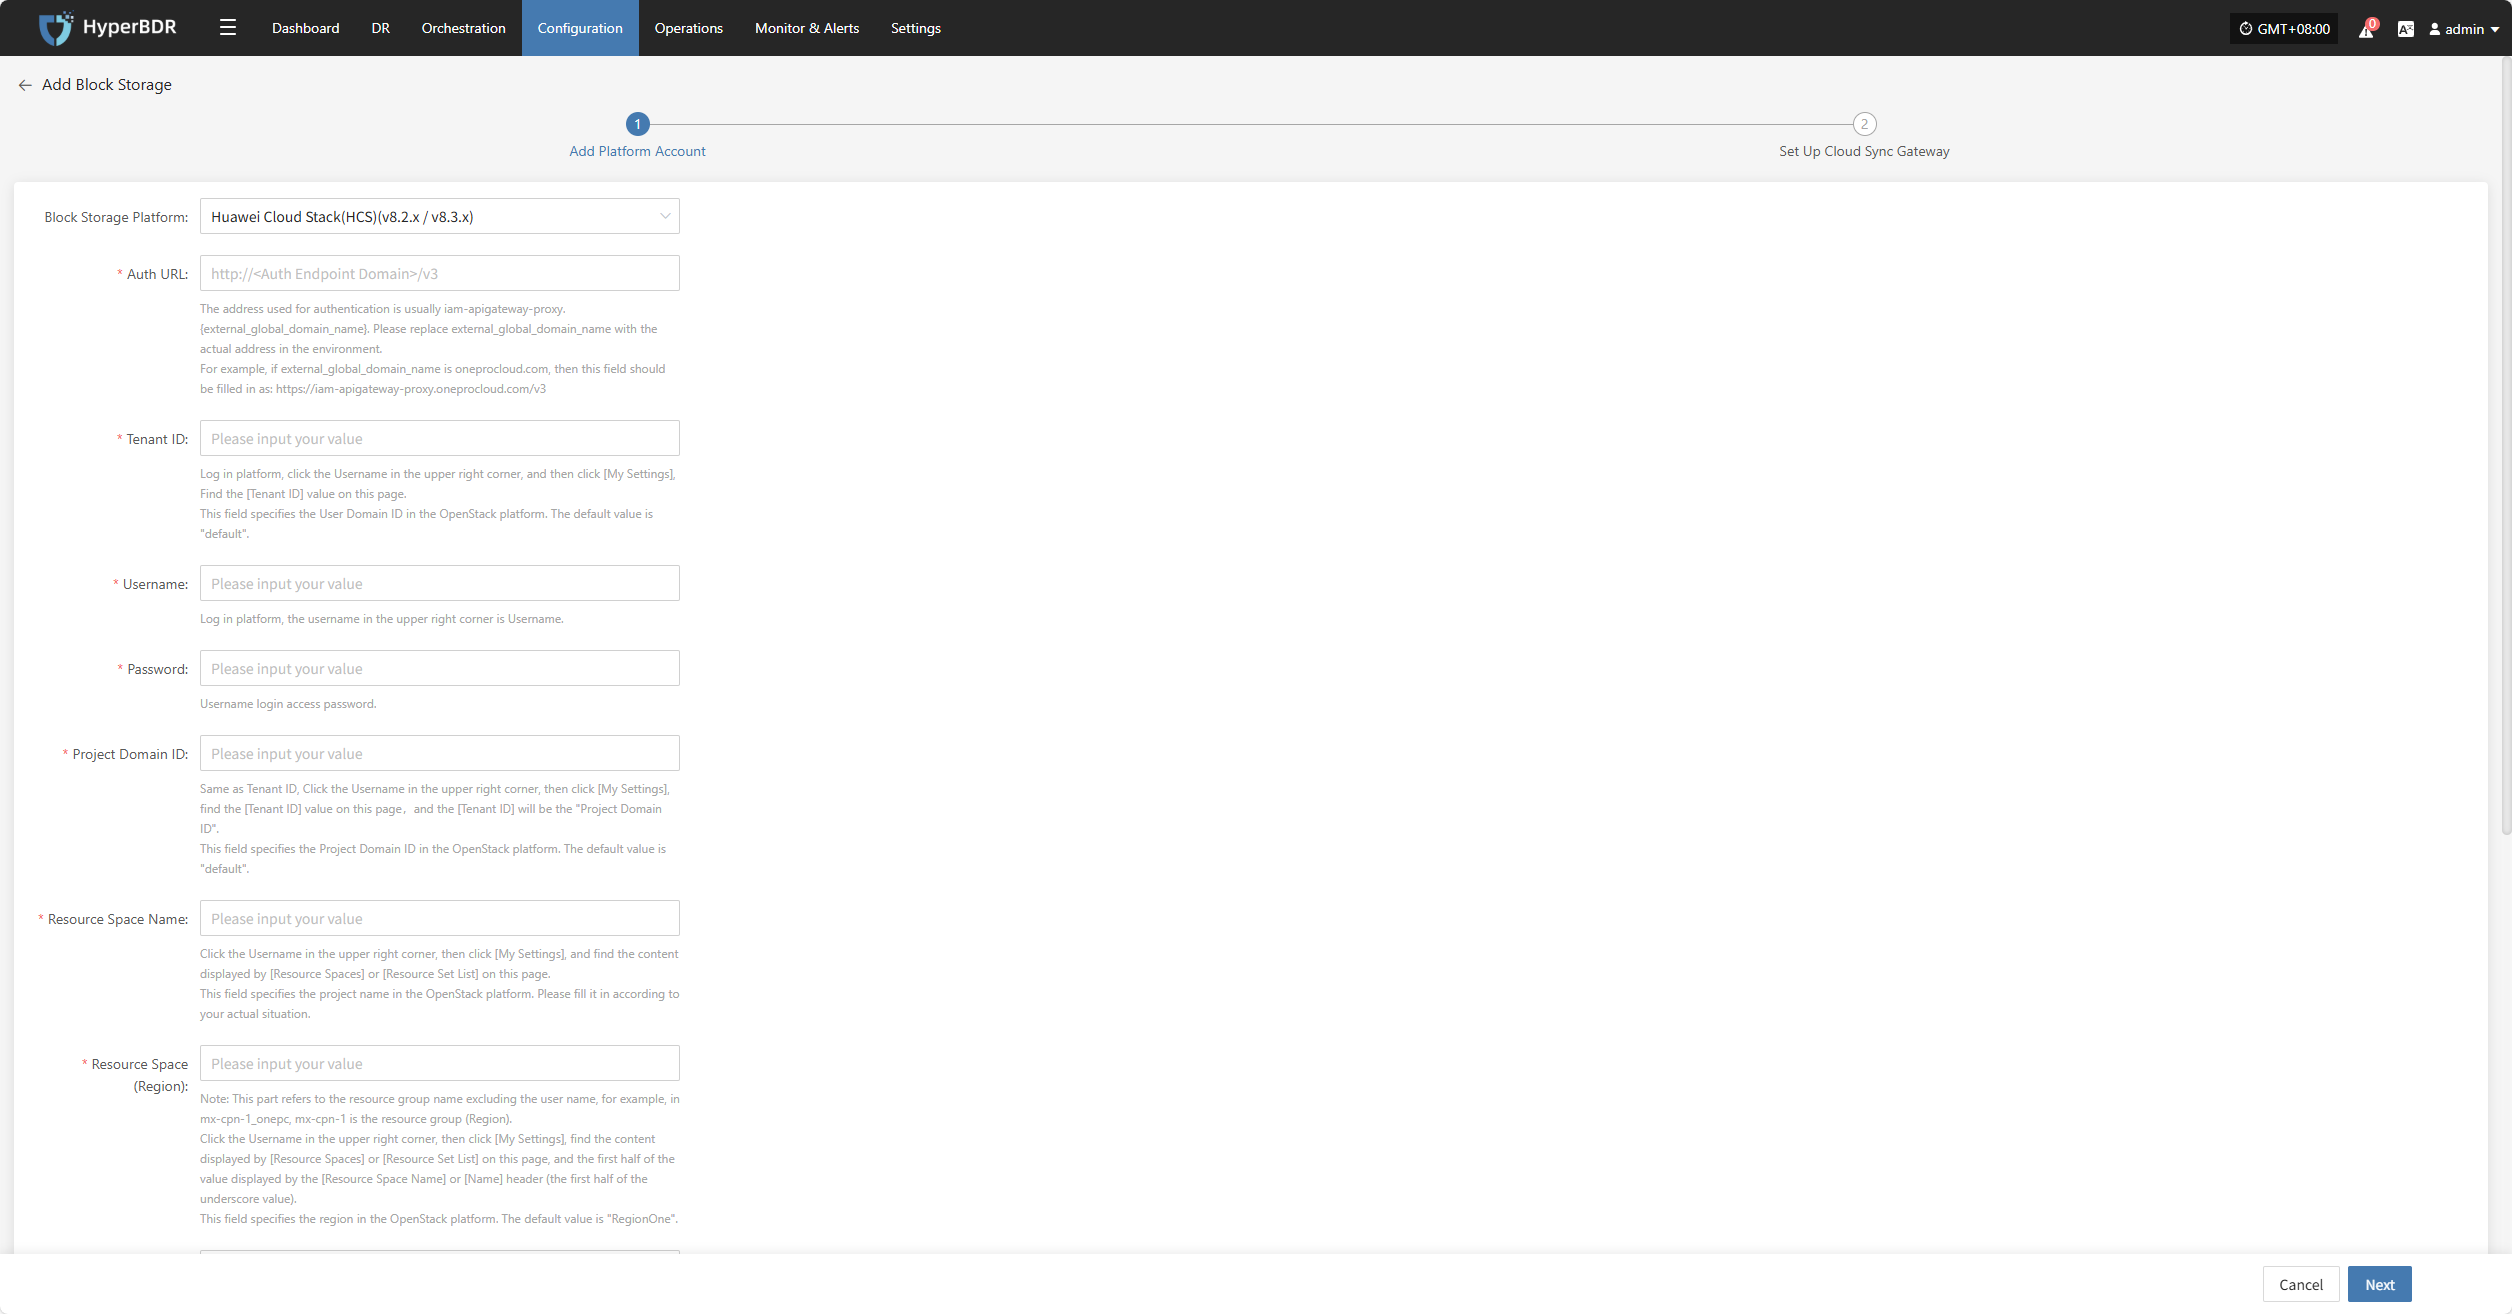 HyperBDR
Dashboard DR Orchestration Configuration Operations Monitor & Alerts Settings
GMT+08:00 0 admin
Add Block Storage
1 2
Add Platform Account Set Up Cloud Sync Gateway
Block Storage Platform: Huawei Cloud Stack(HCS)(v8.2.x / v8.3.x)
* Auth URL: http://<Auth Endpoint Domain>/v3
The address used for authentication is usually iam-apigateway-proxy.
{external_global_domain_name}. Please replace external_global_domain_name with the
actual address in the environment.
For example, if external_global_domain_name is oneprocloud.com, then this field should
be filled in as: https://iam-apigateway-proxy.oneprocloud.com/v3
* Tenant ID: Please input your value
Log in platform, click the Username in the upper right corner, and then click [My Settings],
Find the [Tenant ID] value on this page.
This field specifies the User Domain ID in the OpenStack platform. The default value is
"default".
* Username: Please input your value
Log in platform, the username in the upper right corner is Username.
* Password: Please input your value
Username login access password.
* Project Domain ID: Please input your value
Same as Tenant ID, Click the Username in the upper right corner, then click [My Settings],
find the [Tenant ID] value on this page，and the [Tenant ID] will be the "Project Domain
ID".
This field specifies the Project Domain ID in the OpenStack platform. The default value is
"default".
* Resource Space Name: Please input your value
Click the Username in the upper right corner, then click [My Settings], and find the content
displayed by [Resource Spaces] or [Resource Set List] on this page.
This field specifies the project name in the OpenStack platform. Please fill it in according to
your actual situation.
* Resource Space Please input your value
(Region):
Note: This part refers to the resource group name excluding the user name, for example, in
mx-cpn-1_onepc, mx-cpn-1 is the resource group (Region).
Click the Username in the upper right corner, then click [My Settings], find the content
displayed by [Resource Spaces] or [Resource Set List] on this page, and the first half of the
value displayed by the [Resource Space Name] or [Name] header (the first half of the
underscore value).
This field specifies the region in the OpenStack platform. The default value is "RegionOne".
Cancel Next